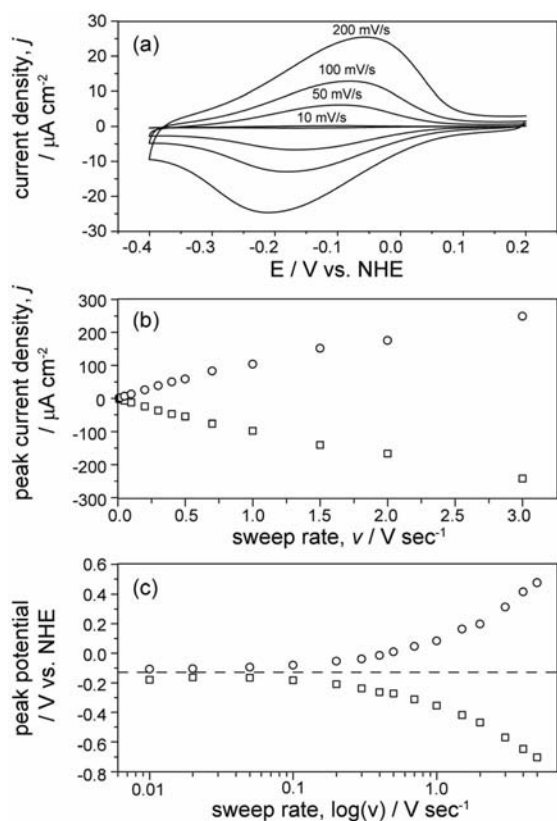 (a)
200 mV/s
100 mV/s
50 mV/s
10 mV/s
current density, j
/ µA cm-2
30
20
10
0
-10
-20
-30
-0.4 -0.3 -0.2 -0.1 0.0 0.1 0.2
E / V vs. NHE
(b)
peak current density, j
/ µA cm-2
300
200
100
0
-100
-200
-300
0.0 0.5 1.0 1.5 2.0 2.5 3.0
sweep rate, v / V sec-1
(c)
peak potential
/ V vs. NHE
0.6
0.4
0.2
0.0
-0.2
-0.4
-0.6
-0.8
0.01 0.1 1.0
sweep rate, log(v) / V sec-1